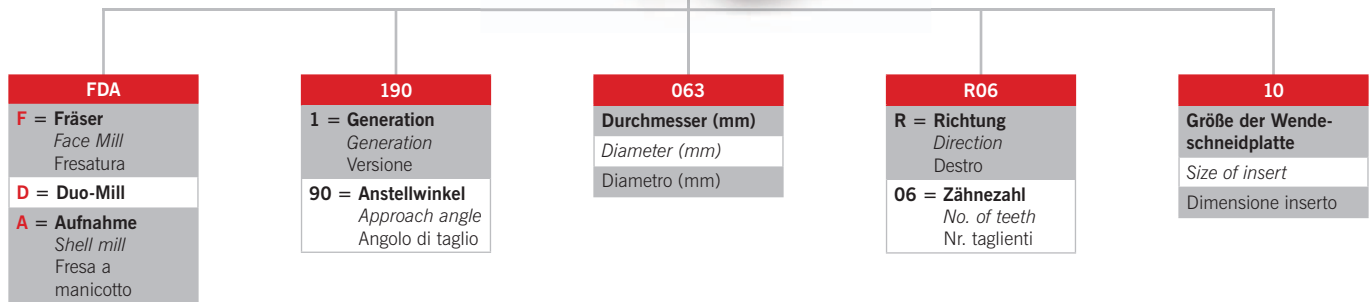 FDA
F = Fräser
Face Mill
Fresatura
D = Duo-Mill
A = Aufnahme
Shell mill
Fresa a
manicotto
190
1 = Generation
Generation
Versione
90 = Anstellwinkel
Approach angle
Angolo di taglio
063
Durchmesser (mm)
Diameter (mm)
Diametro (mm)
R06
R = Richtung
Direction
Destro
06 = Zähnezahl
No. of teeth
Nr. taglienti
10
Größe der Wende-
schneidplatte
Size of insert
Dimensione inserto